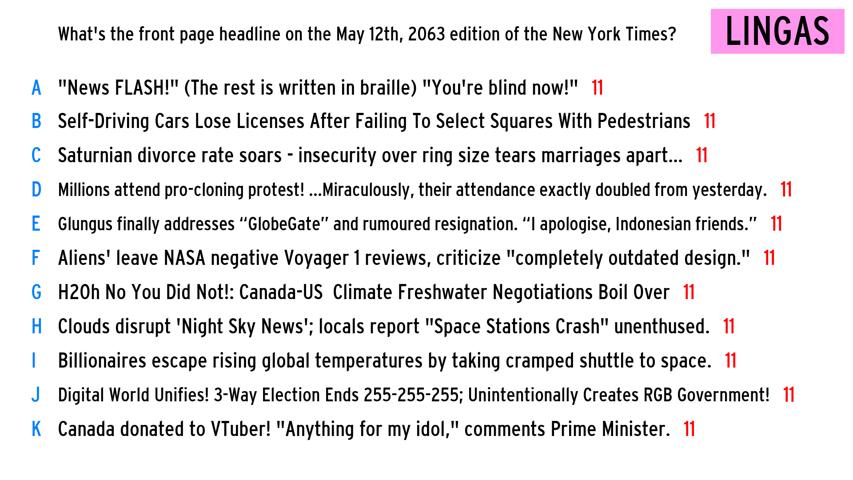 What's the front page headline on the May 12th, 2063 edition of the New York Times?
LINGAS
A "News FLASH!" (The rest is written in braille) "You're blind now!" 11
B Self-Driving Cars Lose Licenses After Failing To Select Squares With Pedestrians 11
C Saturnian divorce rate soars - insecurity over ring size tears marriages apart... 11
D Millions attend pro-cloning protest! ...Miraculously, their attendance exactly doubled from yesterday. 11
E Glungus finally addresses “GlobeGate” and rumoured resignation. “I apologise, Indonesian friends.” 11
F Aliens' leave NASA negative Voyager 1 reviews, criticize "completely outdated design." 11
G H2Oh No You Did Not!: Canada-US  Climate Freshwater Negotiations Boil Over 11
H Clouds disrupt 'Night Sky News'; locals report "Space Stations Crash" unenthused. 11
I Billionaires escape rising global temperatures by taking cramped shuttle to space. 11
J Digital World Unifies! 3-Way Election Ends 255-255-255; Unintentionally Creates RGB Government! 11
K Canada donated to VTuber! "Anything for my idol," comments Prime Minister. 11